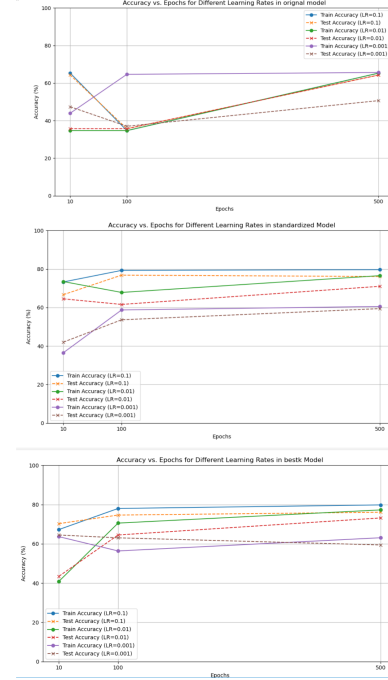 Accuracy vs. Epochs for Different Learning Rates in orignal model
100
80
60
40
20
0
Accuracy (%)
Train Accuracy (LR=0.1)
Test Accuracy (LR=0.1)
Train Accuracy (LR=0.01)
Test Accuracy (LR=0.01)
Train Accuracy (LR=0.001)
Test Accuracy (LR=0.001)
10
100
500
Epochs
Accuracy vs. Epochs for Different Learning Rates in standardized Model
100
80
60
40
20
0
Accuracy (%)
Train Accuracy (LR=0.1)
Test Accuracy (LR=0.1)
Train Accuracy (LR=0.01)
Test Accuracy (LR=0.01)
Train Accuracy (LR=0.001)
Test Accuracy (LR=0.001)
10
100
500
Epochs
Accuracy vs. Epochs for Different Learning Rates in bestk Model
100
80
60
40
20
0
Accuracy (%)
Train Accuracy (LR=0.1)
Test Accuracy (LR=0.1)
Train Accuracy (LR=0.01)
Test Accuracy (LR=0.01)
Train Accuracy (LR=0.001)
Test Accuracy (LR=0.001)
10
100
500
Epochs